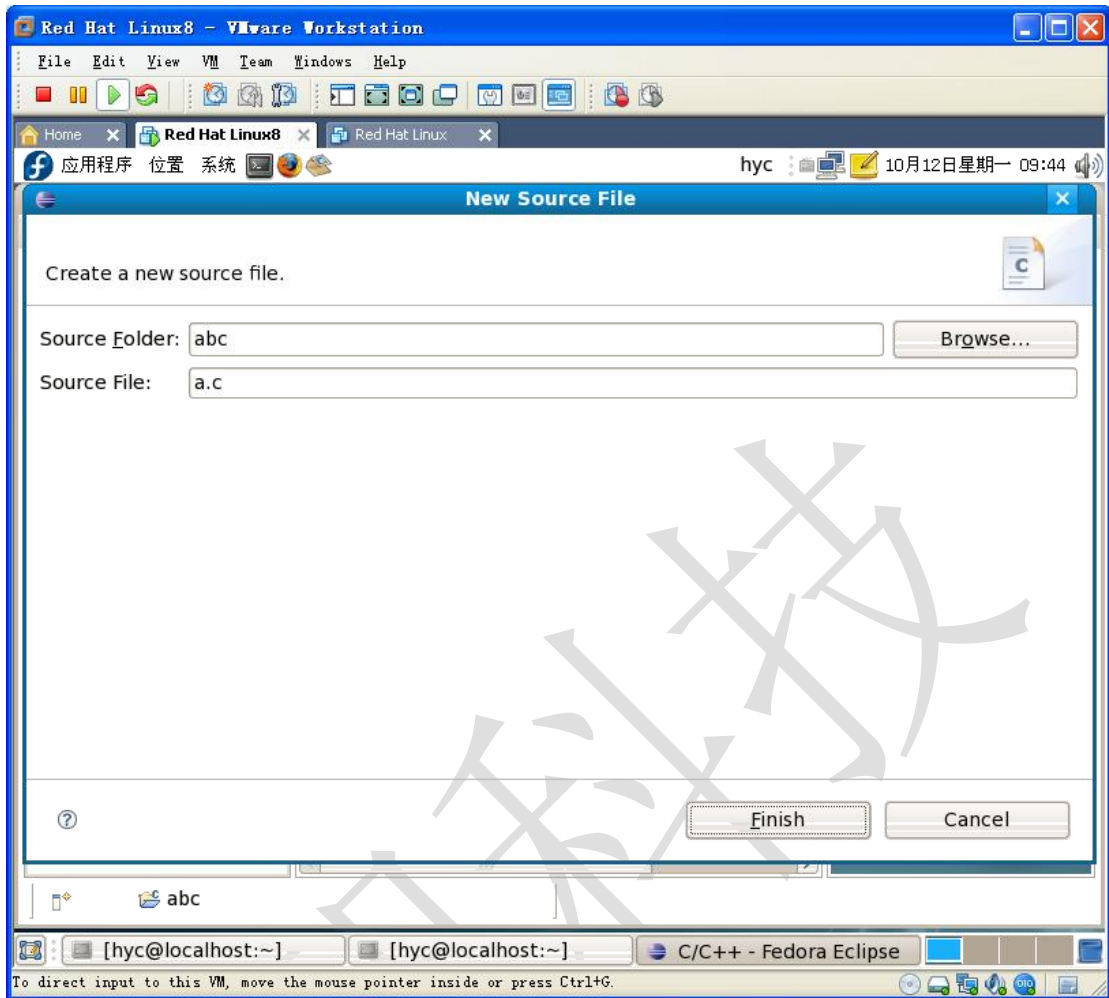 Red Hat Linux8 - VMware Workstation
File Edit View VM Team Windows Help
Home Red Hat Linux8 Red Hat Linux
应用程序 位置 系统 hyc 10月12日星期一 09:44
New Source File
Create a new source file.
c
Source Folder: abc Browse...
Source File: a.c
科技
Finish Cancel
abc
[hyc@localhost:~] [hyc@localhost:~] C/C++ - Fedora Eclipse
To direct input to this VM, move the mouse pointer inside or press Ctrl+G.